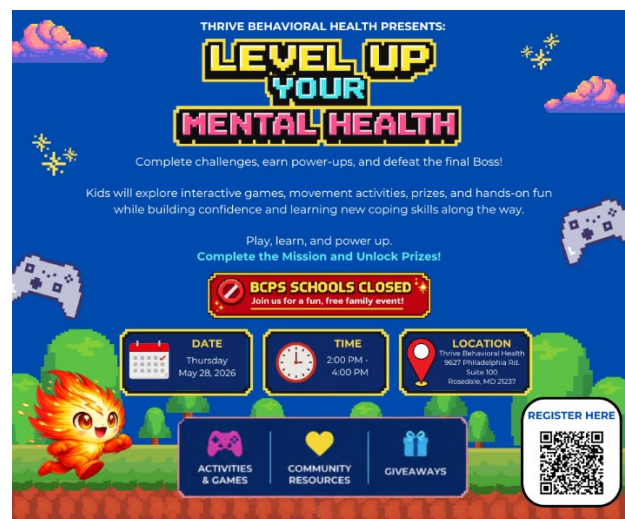 THRIVE BEHAVIORAL HEALTH PRESENTS:
LEVEL UP
YOUR
MENTAL HEALTH
Complete challenges, earn power-ups, and defeat the final Boss!
Kids will explore interactive games, movement activities, prizes, and hands-on fun
while building confidence and learning new coping skills along the way.
Play, learn, and power up.
Complete the Mission and Unlock Prizes!
BCPS SCHOOLS CLOSED
Join us for a fun, free family event!
DATE
Thursday
May 28, 2026
TIME
2:00 PM -
4:00 PM
LOCATION
Thrive Behavioral Health
9627 Philadelphia Rd.
Suite 100
Rosedale, MD 21237
REGISTER HERE
ACTIVITIES
& GAMES
COMMUNITY
RESOURCES
GIVEAWAYS